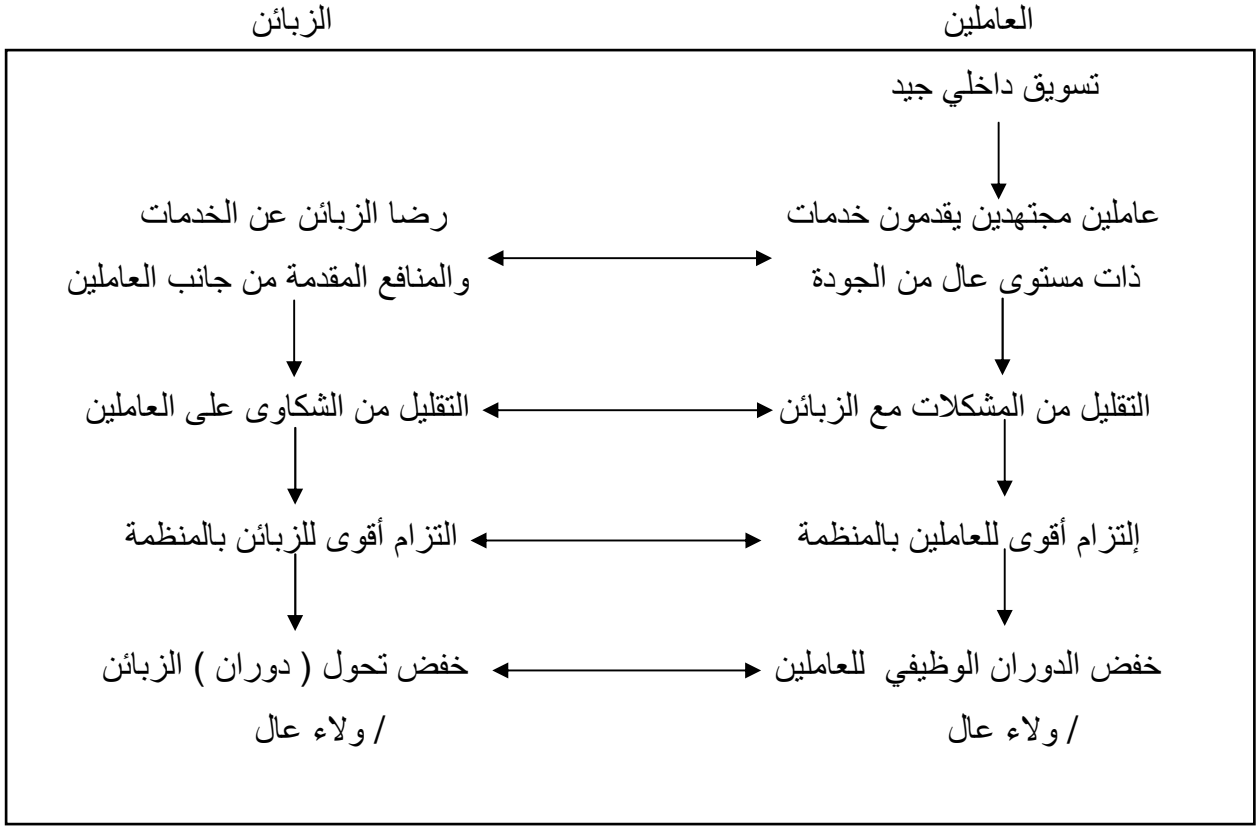 العاملين
الزبائن
تسويق داخلي جيد
عاملين مجتهدين يقدمون خدمات
ذات مستوى عال من الجودة
رضا الزبائن عن الخدمات
والمنافع المقدمة من جانب العاملين
التقليل من المشكلات مع الزبائن
التقليل من الشكاوى على العاملين
إلتزام أقوى للعاملين بالمنظمة
التزام أقوى للزبائن بالمنظمة
خفض الدوران الوظيفي للعاملين
/ ولاء عال
خفض تحول ( دوران ) الزبائن
/ ولاء عال